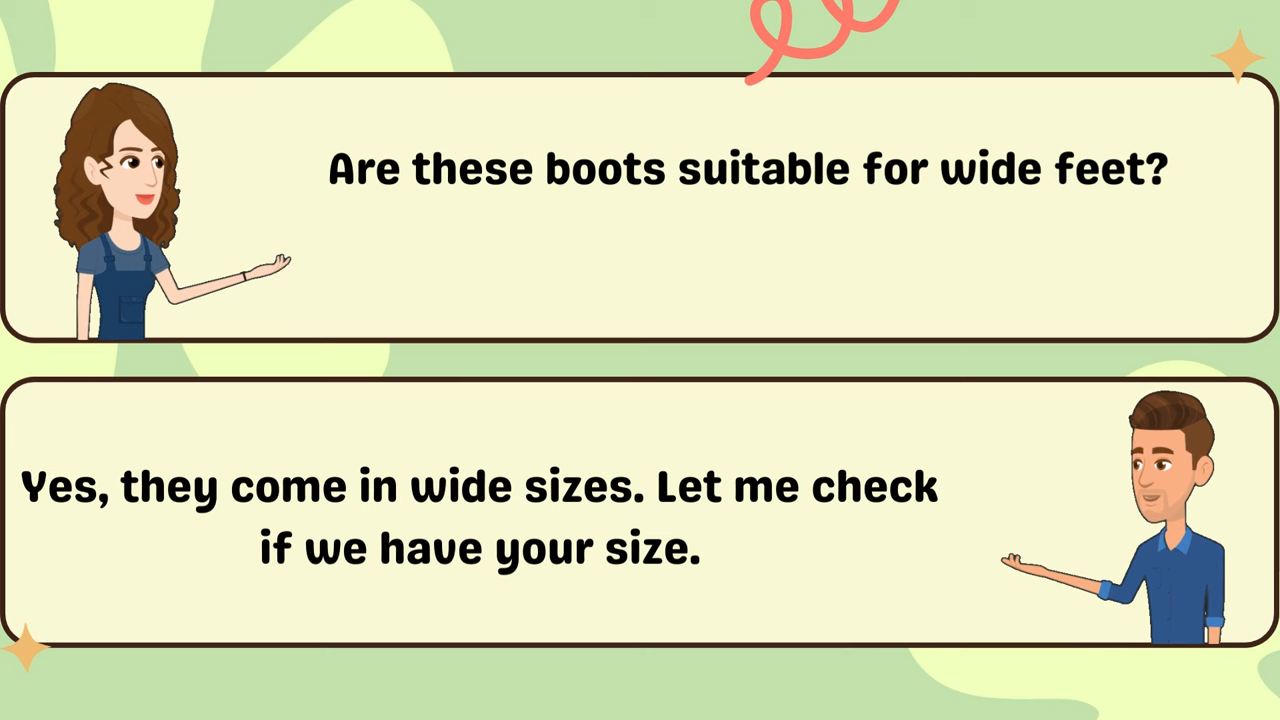 Are these boots suitable for wide feet?
Yes, they come in wide sizes. Let me check
if we have your size.